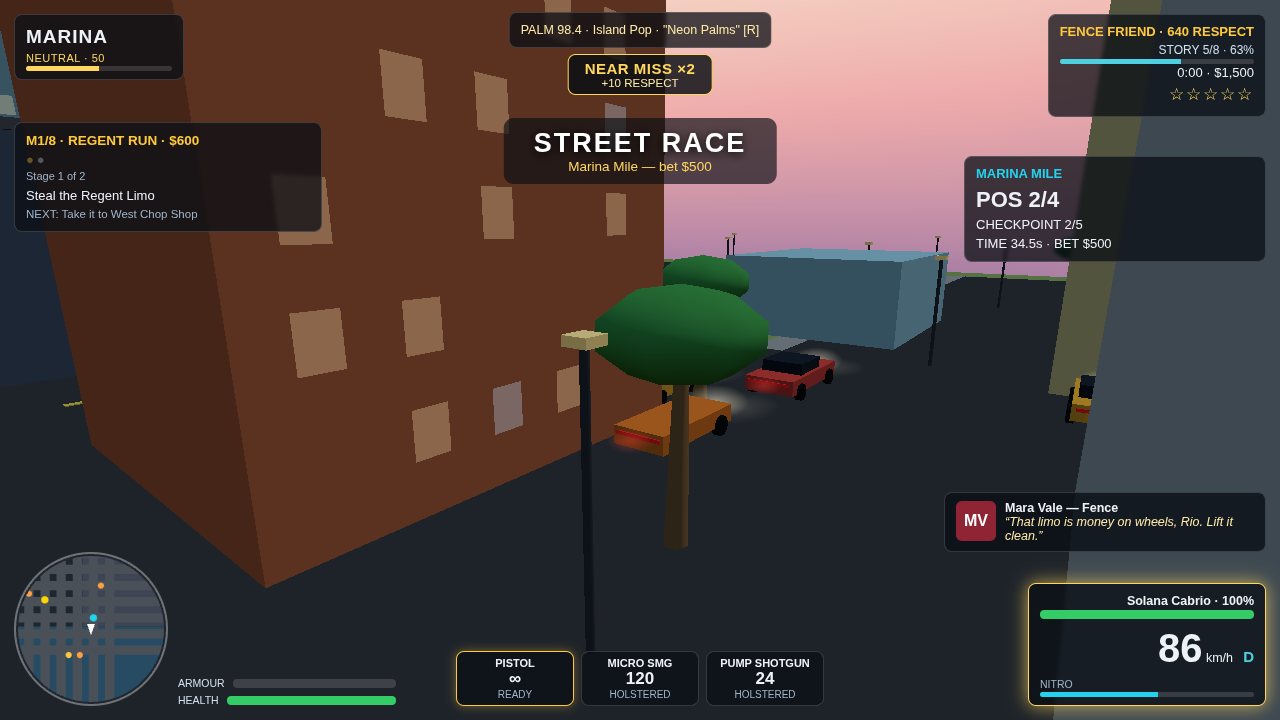 MARINA
NEUTRAL · 50
PALM 98.4 · Island Pop · "Neon Palms" [R]
NEAR MISS ×2
+10 RESPECT
STREET RACE
Marina Mile — bet $500
FENCE FRIEND · 640 RESPECT
STORY 5/8 · 63%
0:00 · $1,500
☆☆☆☆☆
M1/8 · REGENT RUN · $600
Stage 1 of 2
Steal the Regent Limo
NEXT: Take it to West Chop Shop
MARINA MILE
POS 2/4
CHECKPOINT 2/5
TIME 34.5s · BET $500
MV
Mara Vale — Fence
“That limo is money on wheels, Rio. Lift it
clean.”
Solana Cabrio · 100%
86 km/h D
NITRO
ARMOUR
HEALTH
PISTOL
∞
READY
MICRO SMG
120
HOLSTERED
PUMP SHOTGUN
24
HOLSTERED